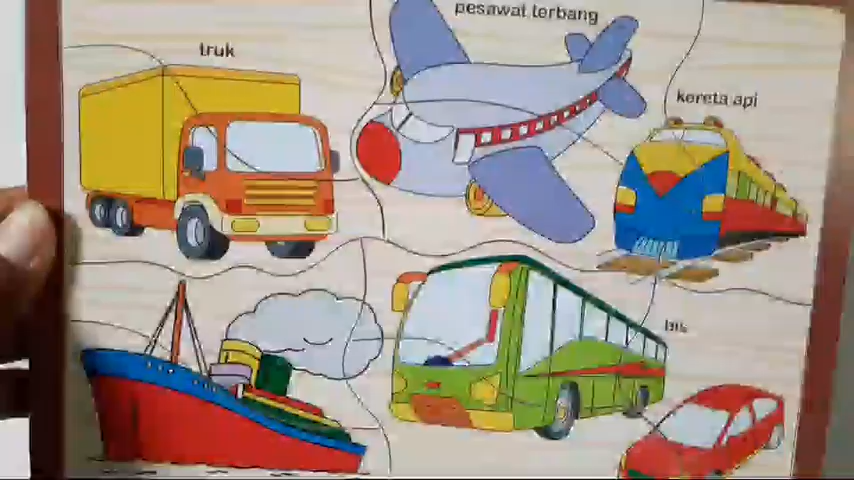 pesawat terbang
truk
kereta api
bis